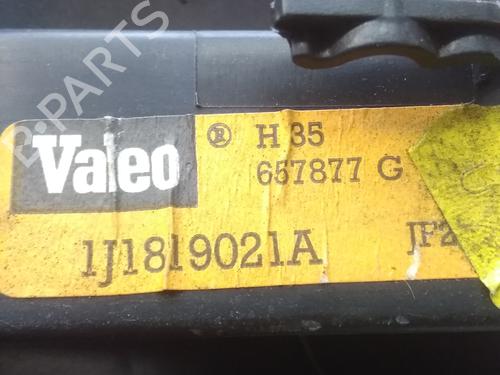 B-PARTS
Valeo ® H 35
657877 G
1J1819021A